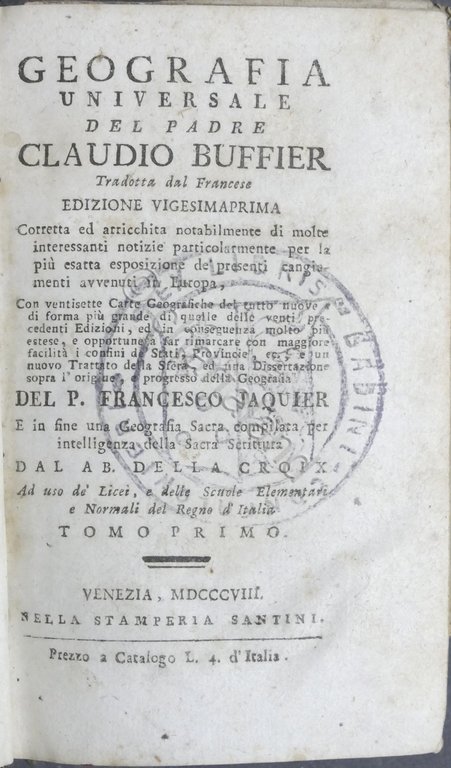 GEOGRAFIA
UNIVERSALE
DEL PADRE
CLAUDIO BUFFIER
Tradotta dal Francese
EDIZIONE VIGESIMAPRIMA
Corretta ed arricchita notabilmente di molte
interessanti notizie particolarmente per la
più esatta esposizione de' presenti cangia-
menti avvenuti in Europa,
Con ventisette Carte Geografiche del tutto nuove e
di forma più grande di quelle delle venti pre-
cedenti Edizioni, ed in conseguenza molto più
estese, e opportune a far rimarcare con maggiore
facilità i confini de' Stati, Provincie, ec., e un
nuovo Trattato della Sfera, ed una Dissertazione
sopra l'origine, e progresso della Geografia
DEL P. FRANCESCO JAQUIER
E in fine una Geografia Sacra compilata per
intelligenza della Sacra Scrittura
DAL AB. DELLA CROIX.
Ad uso de' Licei, e delle Scuole Elementari
e Normali del Regno d'Italia
TOMO PRIMO.
VENEZIA, MDCCCVIII.
NELLA STAMPERIA SANTINI.
Prezzo a Catalogo L. 4. d'Italia.